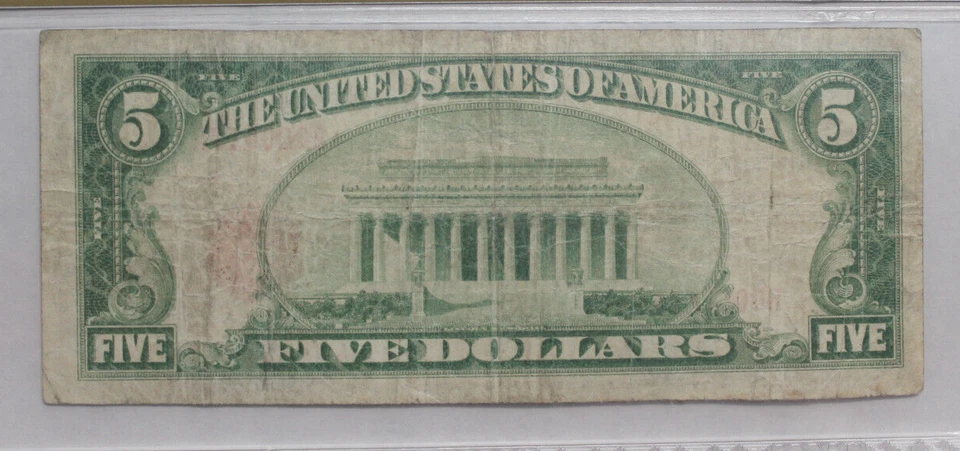 FIVE FIVE
5 THE UNITED STATES OF AMERICA 5
FIVE FIVE
FIVE FIVE DOLLARS FIVE